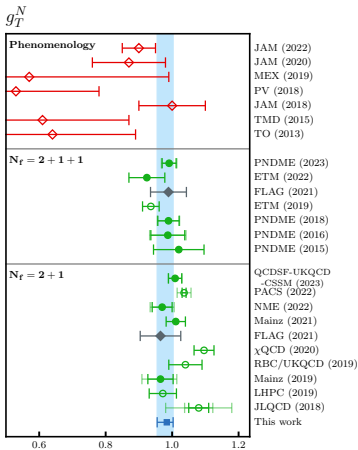 g_T^N
Phenomenology
JAM (2022)
JAM (2020)
MEX (2019)
PV (2018)
JAM (2018)
TMD (2015)
TO (2013)
N_f = 2 + 1 + 1
PNDME (2023)
ETM (2022)
FLAG (2021)
ETM (2019)
PNDME (2018)
PNDME (2016)
PNDME (2015)
N_f = 2 + 1
QCDSF-UKQCD
-CSSM (2023)
PACS (2022)
NME (2022)
Mainz (2021)
FLAG (2021)
χQCD (2020)
RBC/UKQCD (2019)
Mainz (2019)
LHPC (2019)
JLQCD (2018)
This work
0.6 0.8 1.0 1.2